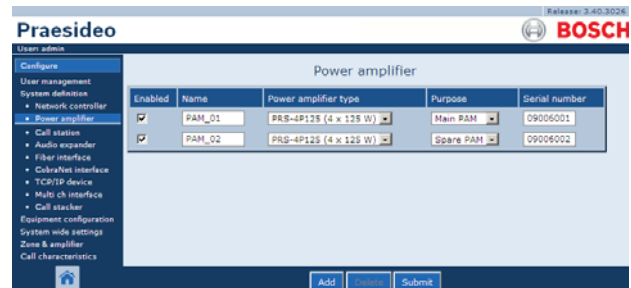 Release: 3.40.3026
Praesideo
BOSCH
User: admin
Configure
User management
System definition
• Network controller
• Power amplifier
• Call station
• Audio expander
• Fiber interface
• CobraNet interface
• TCP/IP device
• Multi ch interface
• Call stacker
Equipment configuration
System wide settings
Zone & amplifier
Call characteristics
Power amplifier
Enabled Name Power amplifier type Purpose Serial number
PAM_01 PRS-4P125 (4 x 125 W) Main PAM 09006001
PAM_02 PRS-4P125 (4 x 125 W) Spare PAM 09006002
Add Delete Submit